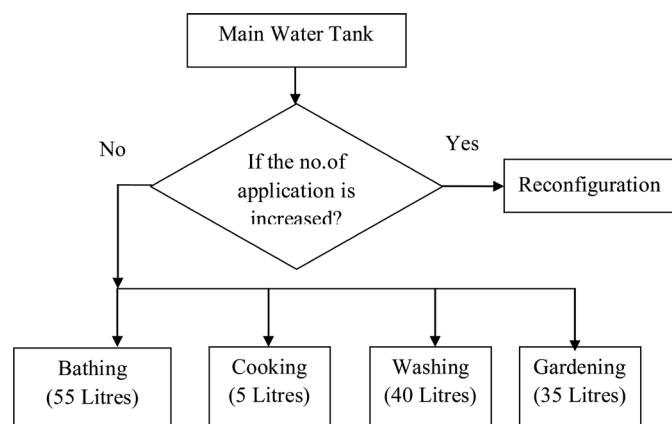 Main Water Tank
No
Yes
If the no.of
application is
increased?
Reconfiguration
Bathing
(55 Litres)
Cooking
(5 Litres)
Washing
(40 Litres)
Gardening
(35 Litres)